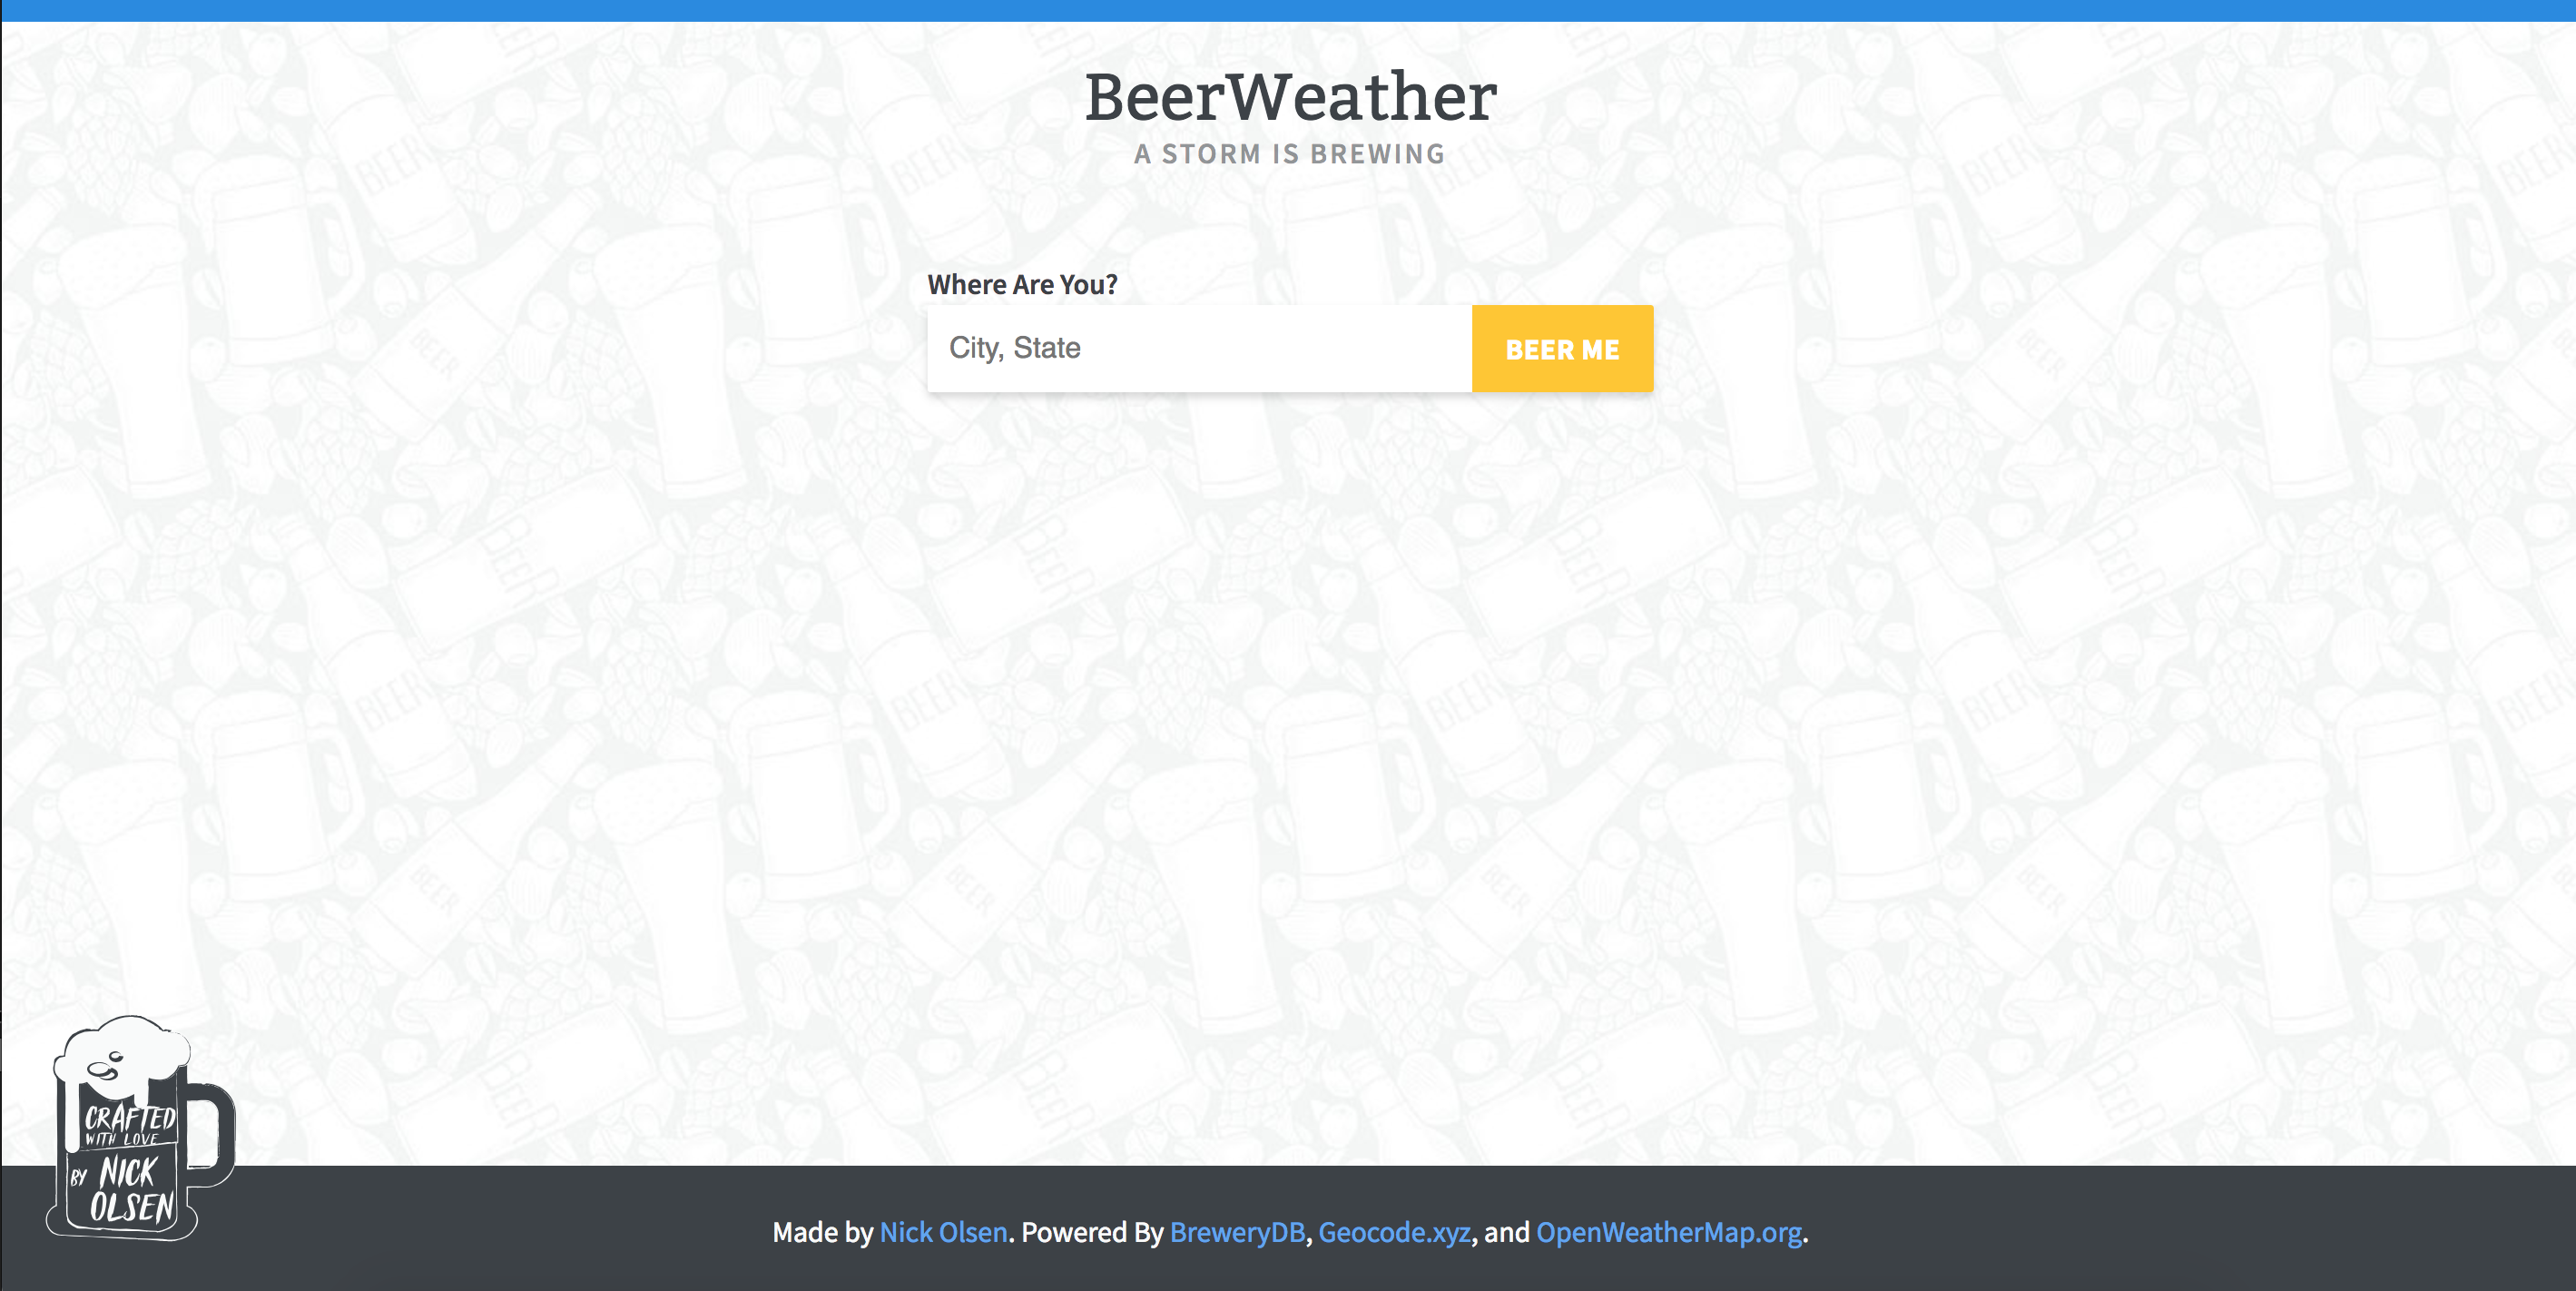 BeerWeather
A STORM IS BREWING
Where Are You?
City, State
BEER ME
CRAFTED
WITH LOVE
BY NICK
OLSEN
Made by Nick Olsen. Powered By BreweryDB, Geocode.xyz, and OpenWeatherMap.org.